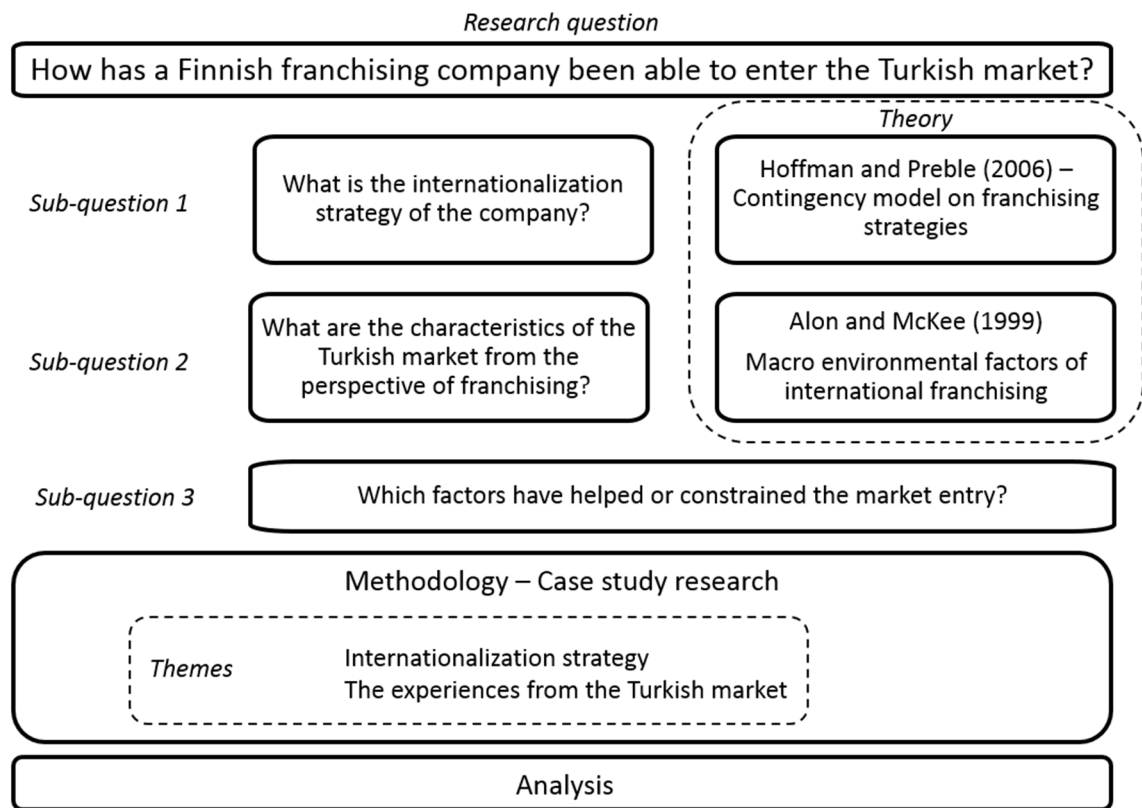 Research question
How has a Finnish franchising company been able to enter the Turkish market?
Theory
Sub-question 1
What is the internationalization
strategy of the company?
Hoffman and Preble (2006) –
Contingency model on franchising
strategies
Sub-question 2
What are the characteristics of the
Turkish market from the
perspective of franchising?
Alon and McKee (1999)
Macro environmental factors of
international franchising
Sub-question 3
Which factors have helped or constrained the market entry?
Methodology – Case study research
Themes
Internationalization strategy
The experiences from the Turkish market
Analysis